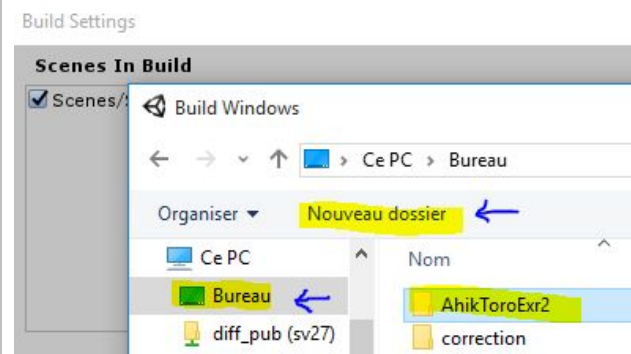 Build Settings
Scenes In Build
Scenes/
Build Windows
Ce PC > Bureau
Organiser
Nouveau dossier
Ce PC
Nom
Bureau
AhikToroExr2
diff_pub (sv27)
correction